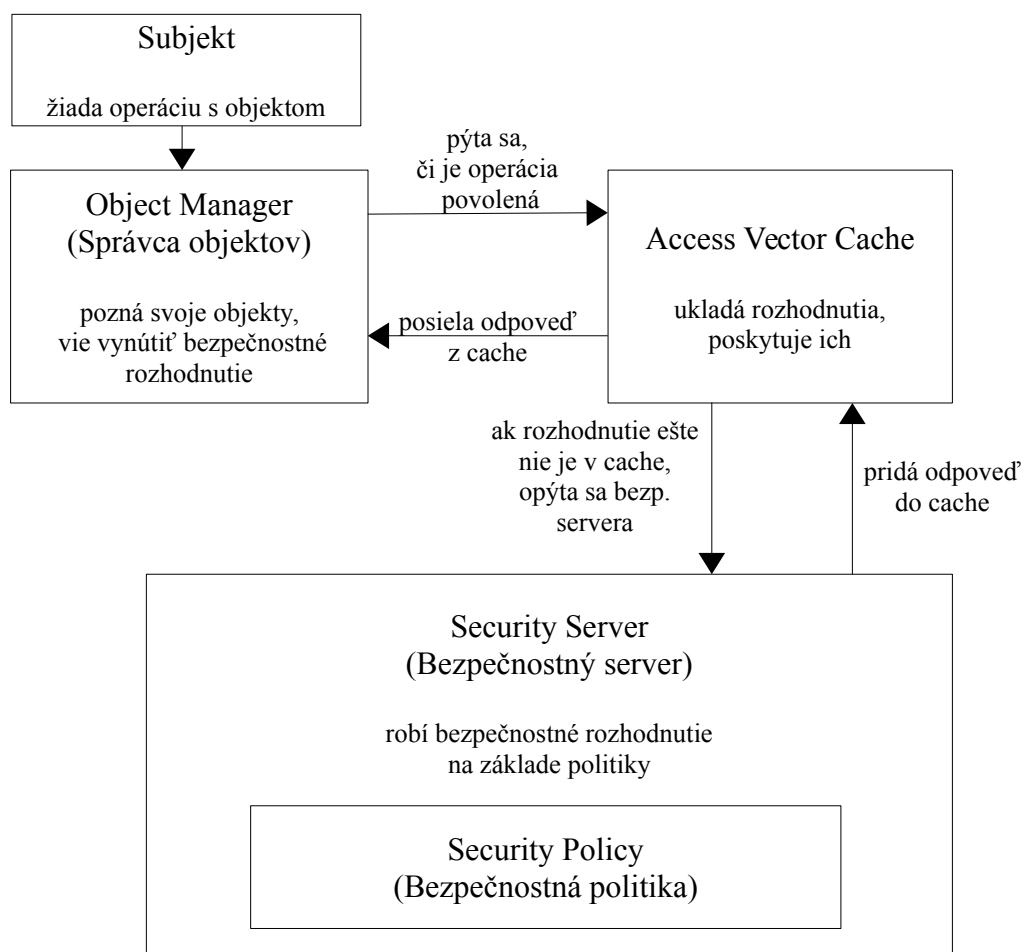 Subjekt
žiada operáciu s objektom
pýta sa,
či je operácia
povolená
Object Manager
(Správca objektov)
pozná svoje objekty,
vie vynútiť bezpečnostné
rozhodnutie
Access Vector Cache
ukladá rozhodnutia,
poskytuje ich
posiela odpoveď
z cache
ak rozhodnutie ešte
nie je v cache,
opýta sa bezp.
servera
pridá odpoveď
do cache
Security Server
(Bezpečnostný server)
robí bezpečnostné rozhodnutie
na základe politiky
Security Policy
(Bezpečnostná politika)